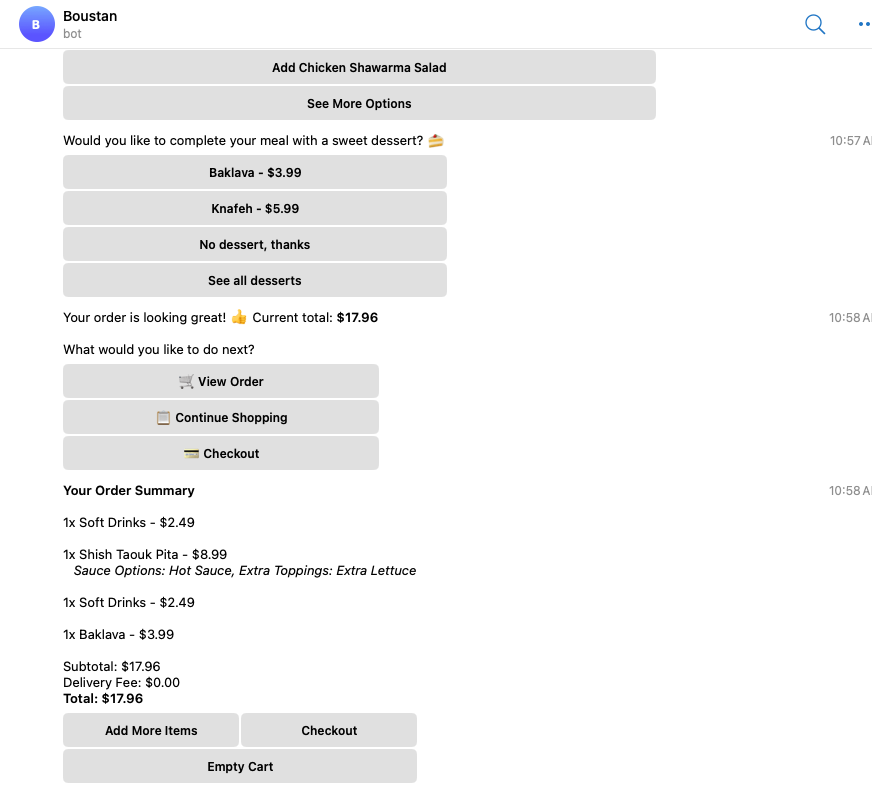 B
Boustan
bot
Add Chicken Shawarma Salad
See More Options
Would you like to complete your meal with a sweet dessert? 🍰
10:57 A
Baklava - $3.99
Knafeh - $5.99
No dessert, thanks
See all desserts
Your order is looking great! 👍 Current total: $17.96
10:58 A
What would you like to do next?
🛒 View Order
📋 Continue Shopping
💳 Checkout
Your Order Summary
10:58 A
1x Soft Drinks - $2.49
1x Shish Taouk Pita - $8.99
Sauce Options: Hot Sauce, Extra Toppings: Extra Lettuce
1x Soft Drinks - $2.49
1x Baklava - $3.99
Subtotal: $17.96
Delivery Fee: $0.00
Total: $17.96
Add More Items
Checkout
Empty Cart